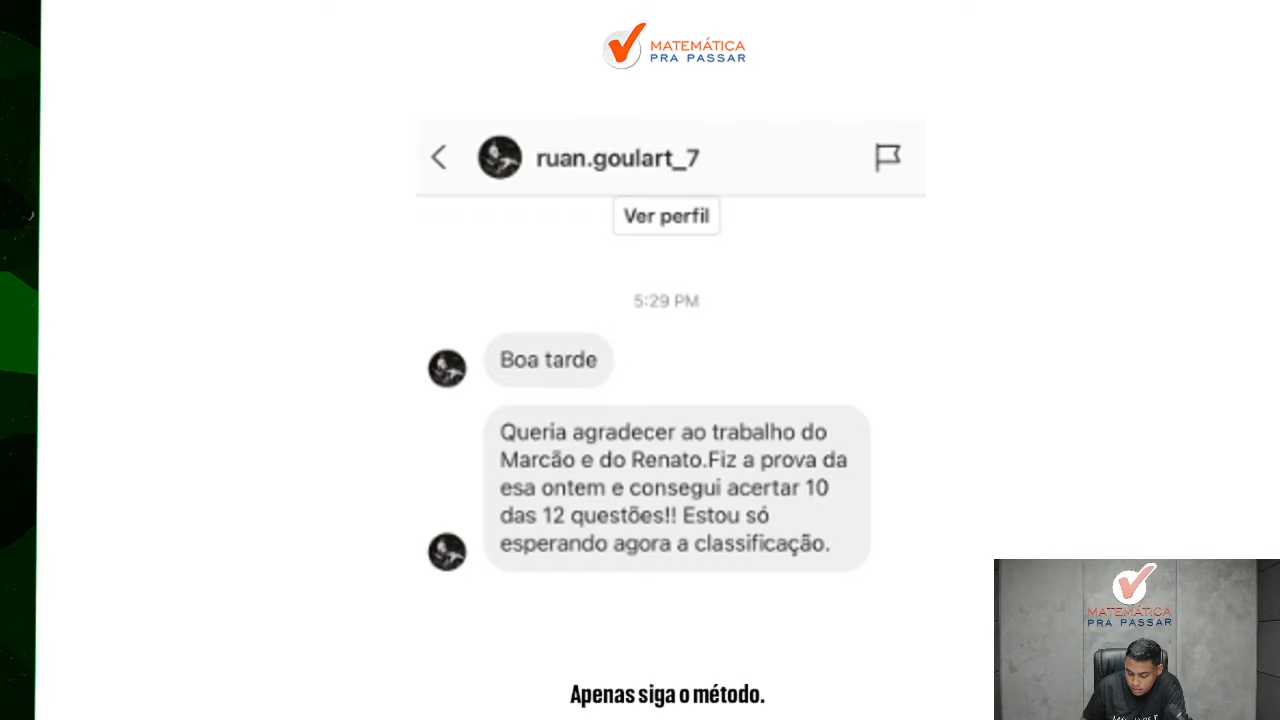 MATEMÁTICA
PRA PASSAR
ruan.goulart_7
Ver perfil
5:29 PM
Boa tarde
Queria agradecer ao trabalho do
Marcão e do Renato.Fiz a prova da
esa ontem e consegui acertar 10
das 12 questões!! Estou só
esperando agora a classificação.
Apenas siga o método.
MATEMÁTICA
PRA PASSAR